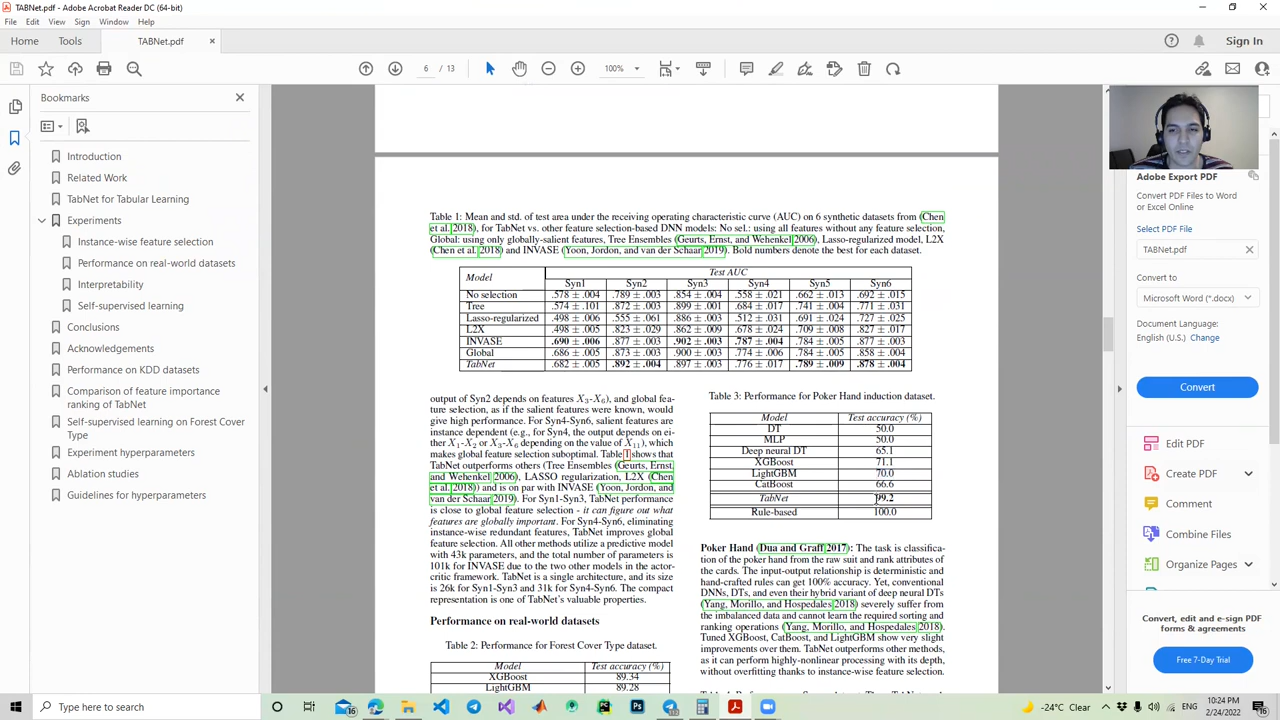 TABNet.pdf - Adobe Acrobat Reader DC (64-bit)
File Edit View Sign Window Help
Home Tools TABNet.pdf × Sign In
6 / 13 100%
Bookmarks
Introduction
Related Work
TabNet for Tabular Learning
Experiments
Instance-wise feature selection
Performance on real-world datasets
Interpretability
Self-supervised learning
Conclusions
Acknowledgements
Performance on KDD datasets
Comparison of feature importance
ranking of TabNet
Self-supervised learning on Forest Cover
Type
Experiment hyperparameters
Ablation studies
Guidelines for hyperparameters
Table 1: Mean and std. of test area under the receiving operating characteristic curve (AUC) on 6 synthetic datasets from (Chen
et al. 2018), for TabNet vs. other feature selection-based DNN models: No sel.: using all features without any feature selection,
Global: using only globally-salient features, Tree Ensembles (Geurts, Ernst, and Wehenkel 2006), Lasso-regularized model, L2X
(Chen et al. 2018) and INVASE (Yoon, Jordon, and van der Schaar 2019). Bold numbers denote the best for each dataset.
Model Test AUC
Syn1 Syn2 Syn3 Syn4 Syn5 Syn6
No selection .578 ± .004 .789 ± .003 .854 ± .001 .558 ± .021 .662 ± .013 .692 ± .015
Tree .574 ± .101 .872 ± .003 .899 ± .001 .684 ± .017 .741 ± .004 .771 ± .031
Lasso-regularized .498 ± .006 .555 ± .061 .886 ± .003 .512 ± .031 .691 ± .024 .727 ± .025
L2X .498 ± .005 .823 ± .029 .862 ± .009 .678 ± .024 .709 ± .008 .827 ± .017
INVASE .690 ± .006 .877 ± .003 .902 ± .003 .787 ± .004 .784 ± .005 .877 ± .003
Global .686 ± .005 .873 ± .003 .900 ± .003 .774 ± .006 .784 ± .005 .858 ± .004
TabNet .682 ± .005 .892 ± .004 .897 ± .003 .776 ± .017 .789 ± .009 .878 ± .004
output of Syn2 depends on features X3-X6), and global fea-
ture selection, as if the salient features were known, would
give high performance. For Syn4-Syn6, salient features are
instance dependent (e.g., for Syn4, the output depends on ei-
ther X1-X2 or X3-X6 depending on the value of X11), which
makes global feature selection suboptimal. Table 1 shows that
TabNet outperforms others (Tree Ensembles (Geurts, Ernst,
and Wehenkel 2006), LASSO regularization, L2X (Chen
et al. 2018)) and is on par with INVASE (Yoon, Jordon, and
van der Schaar 2019). For Syn1-Syn3, TabNet performance
is close to global feature selection - it can figure out what
features are globally important. For Syn4-Syn6, eliminating
instance-wise redundant features, TabNet improves global
feature selection. All other methods utilize a predictive model
with 43k parameters, and the total number of parameters is
101k for INVASE due to the two other models in the actor-
critic framework. TabNet is a single architecture, and its size
is 26k for Syn1-Syn3 and 31k for Syn4-Syn6. The compact
representation is one of TabNet's valuable properties.
Performance on real-world datasets
Table 2: Performance for Forest Cover Type dataset.
Model Test accuracy (%)
XGBoost 89.34
LightGBM 89.28
Table 3: Performance for Poker Hand induction dataset.
Model Test accuracy (%)
DT 50.0
MLP 50.0
Deep neural DT 65.1
XGBoost 71.1
LightGBM 70.0
CatBoost 66.6
TabNet 99.2
Rule-based 100.0
Poker Hand (Dua and Graff 2017): The task is classifica-
tion of the poker hand from the raw suit and rank attributes of
the cards. The input-output relationship is deterministic and
hand-crafted rules can get 100% accuracy. Yet, conventional
DNNs, DTs, and even their hybrid variant of deep neural DTs
(Yang, Morillo, and Hospedales 2018) severely suffer from
the imbalanced data and cannot learn the required sorting and
ranking operations (Yang, Morillo, and Hospedales 2018).
Tuned XGBoost, CatBoost, and LightGBM show very slight
improvements over them. TabNet outperforms other methods,
as it can perform highly-nonlinear processing with its depth,
without overfitting thanks to instance-wise feature selection.
Adobe Export PDF
Convert PDF Files to Word
or Excel Online
Select PDF File
TABNet.pdf ×
Convert to
Microsoft Word (*.docx)
Document Language:
English (U.S.) Change
Convert
Edit PDF
Create PDF
Comment
Combine Files
Organize Pages
Convert, edit and e-sign PDF
forms & agreements
Free 7-Day Trial
Type here to search
-24°C Clear
ENG
10:24 PM
2/24/2022